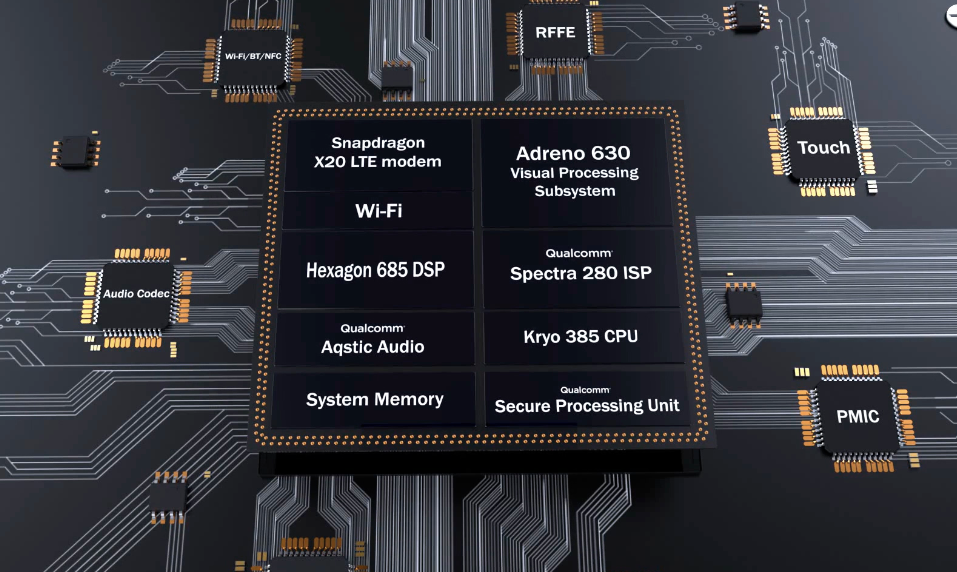 RFFE
Wi-Fi/BT/NFC
Touch
Snapdragon
X20 LTE modem
Wi-Fi
Hexagon 685 DSP
Qualcomm
Aqstic Audio
System Memory
Adreno 630
Visual Processing
Subsystem
Qualcomm
Spectra 280 ISP
Kryo 385 CPU
Qualcomm
Secure Processing Unit
Audio Codec
PMIC